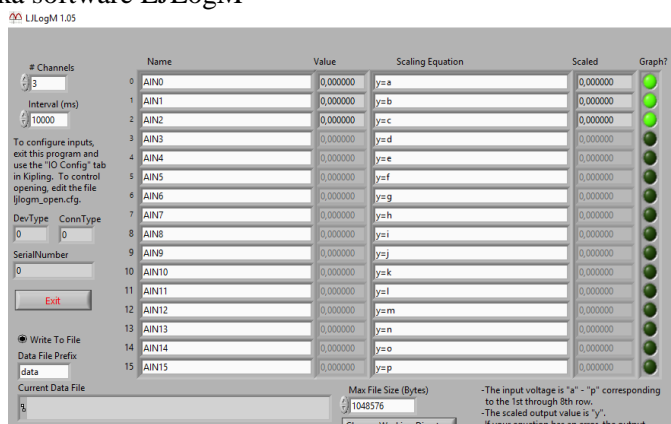 software LJLogM
LJLogM 1.05
Name Value Scaling Equation Scaled Graph?
# Channels
3
Interval (ms)
10000
To configure inputs,
exit this program and
use the "IO Config" tab
in Kipling. To control
opening, edit the file
ljlogm_open.cfg.
DevType ConnType
0 0
SerialNumber
0
Exit
Write To File
Data File Prefix
data
Current Data File
0 AIN0 0,000000 y=a 0,000000
1 AIN1 0,000000 y=b 0,000000
2 AIN2 0,000000 y=c 0,000000
3 AIN3 0,000000 y=d 0,000000
4 AIN4 0,000000 y=e 0,000000
5 AIN5 0,000000 y=f 0,000000
6 AIN6 0,000000 y=g 0,000000
7 AIN7 0,000000 y=h 0,000000
8 AIN8 0,000000 y=i 0,000000
9 AIN9 0,000000 y=j 0,000000
10 AIN10 0,000000 y=k 0,000000
11 AIN11 0,000000 y=l 0,000000
12 AIN12 0,000000 y=m 0,000000
13 AIN13 0,000000 y=n 0,000000
14 AIN14 0,000000 y=o 0,000000
15 AIN15 0,000000 y=p 0,000000
Max File Size (Bytes)
1048576
-The input voltage is "a" - "p" corresponding
to the 1st through 8th row.
-The scaled output value is "y".